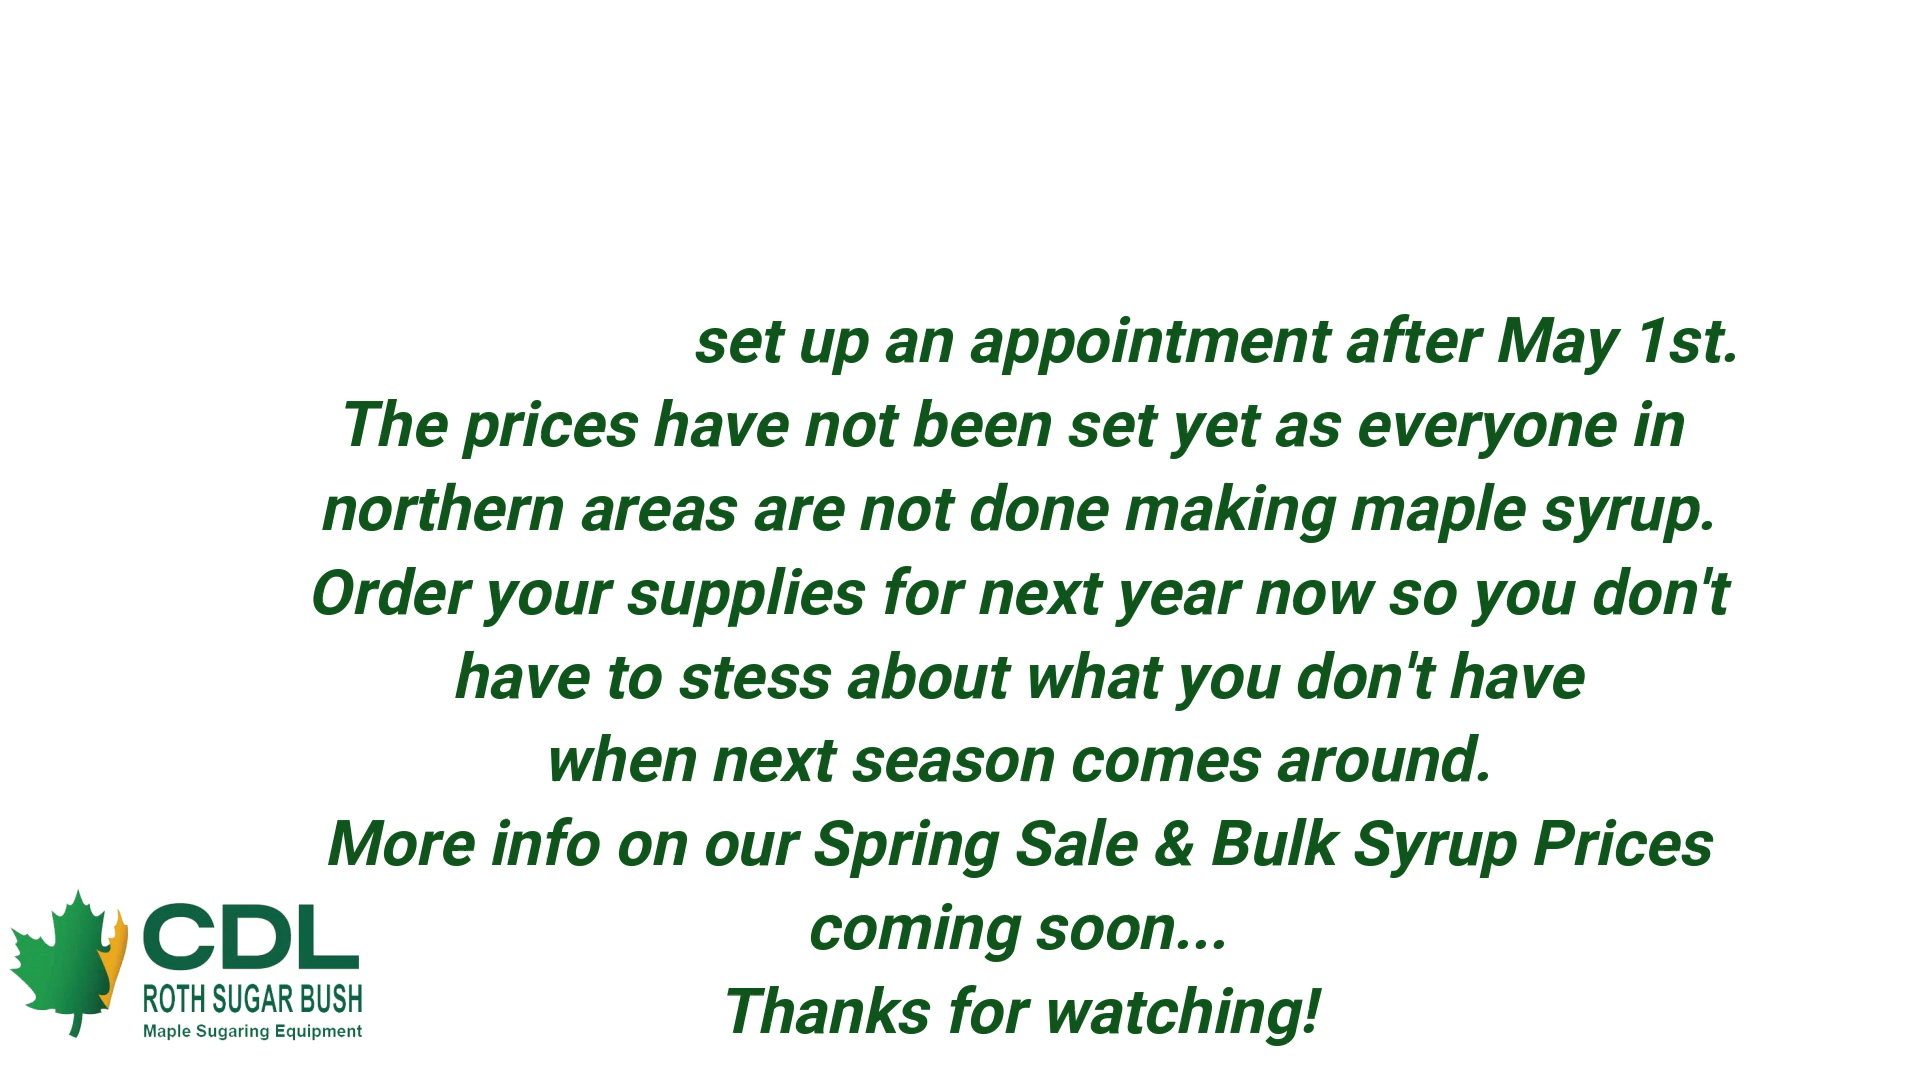 set up an appointment after May 1st.
The prices have not been set yet as everyone in
northern areas are not done making maple syrup.
Order your supplies for next year now so you don't
have to stess about what you don't have
when next season comes around.
More info on our Spring Sale & Bulk Syrup Prices
coming soon...
Thanks for watching!
CDL
ROTH SUGAR BUSH
Maple Sugaring Equipment